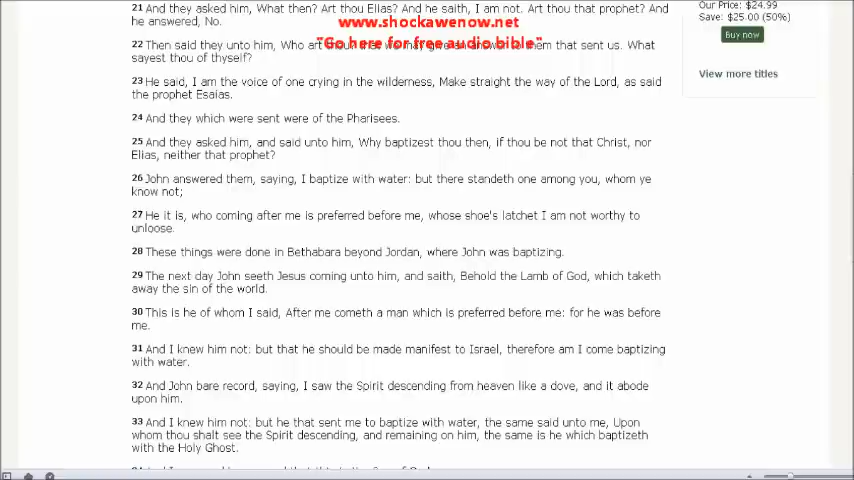 21 And they asked him, What then? Art thou Elias? And he saith, I am not. Art thou that prophet? And
he answered, No.
www.shockawenow.net
"Go here for free audio bible"
22 Then said they unto him, Who art thou? that we may give an answer to them that sent us. What
sayest thou of thyself?
23 He said, I am the voice of one crying in the wilderness, Make straight the way of the Lord, as said
the prophet Esaias.
24 And they which were sent were of the Pharisees.
25 And they asked him, and said unto him, Why baptizest thou then, if thou be not that Christ, nor
Elias, neither that prophet?
26 John answered them, saying, I baptize with water: but there standeth one among you, whom ye
know not;
27 He it is, who coming after me is preferred before me, whose shoe's latchet I am not worthy to
unloose.
28 These things were done in Bethabara beyond Jordan, where John was baptizing.
29 The next day John seeth Jesus coming unto him, and saith, Behold the Lamb of God, which taketh
away the sin of the world.
30 This is he of whom I said, After me cometh a man which is preferred before me: for he was before
me.
31 And I knew him not: but that he should be made manifest to Israel, therefore am I come baptizing
with water.
32 And John bare record, saying, I saw the Spirit descending from heaven like a dove, and it abode
upon him.
33 And I knew him not: but he that sent me to baptize with water, the same said unto me, Upon
whom thou shalt see the Spirit descending, and remaining on him, the same is he which baptizeth
with the Holy Ghost.
Our Price: $24.99
Save: $25.00 (50%)
Buy now
View more titles